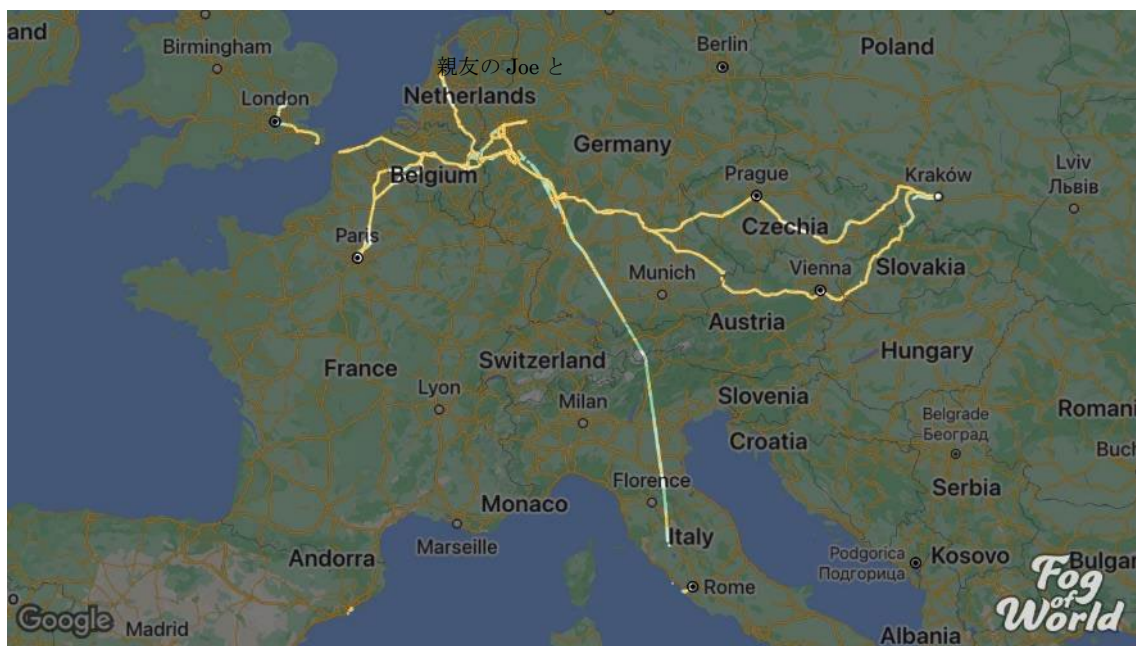 and
Birmingham
Berlin
Poland
親友の Joe と
London
Netherlands
Germany
Lviv
Львів
Belgium
Prague
Kraków
Czechia
Paris
Munich
Vienna
Slovakia
Austria
Switzerland
Hungary
France
Lyon
Milan
Slovenia
Romani
Croatia
Belgrade
Београд
Buch
Florence
Serbia
Monaco
Marseille
Italy
Andorra
Podgorica
Подгорица
Kosovo
Bulgar
Rome
Fog
of
World
Google
Madrid
Albania